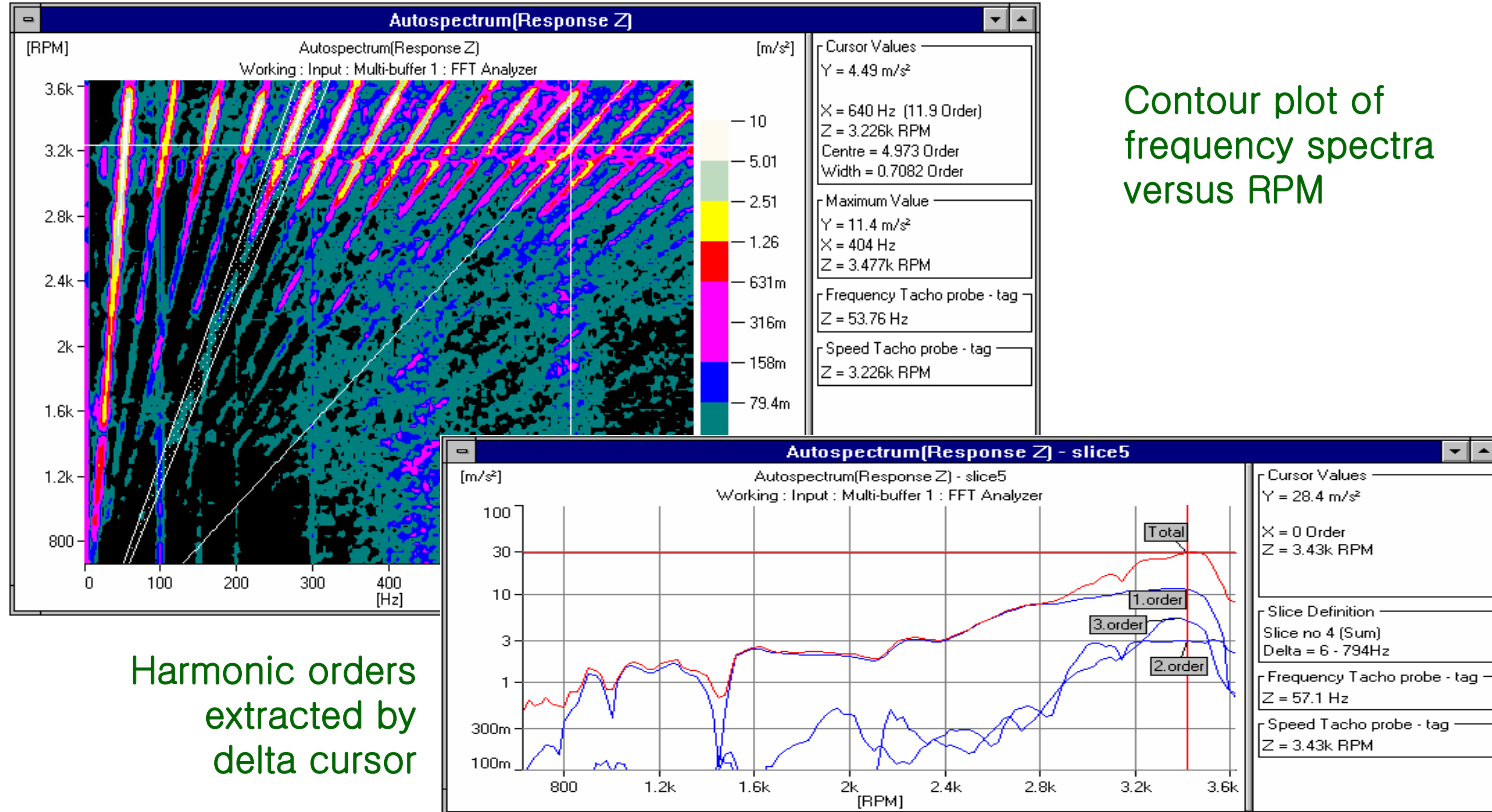 Autospectrum(Response Z)
[RPM]
Autospectrum(Response Z)
[m/s²]
Working : Input : Multi-buffer 1 : FFT Analyzer
3.6k
3.2k
2.8k
2.4k
2k
1.6k
1.2k
800
0 100 200 300 400
[Hz]
10
5.01
2.51
1.26
631m
316m
158m
79.4m
Cursor Values
Y = 4.49 m/s²
X = 640 Hz (11.9 Order)
Z = 3.226k RPM
Centre = 4.973 Order
Width = 0.7082 Order
Maximum Value
Y = 11.4 m/s²
X = 404 Hz
Z = 3.477k RPM
Frequency Tacho probe - tag
Z = 53.76 Hz
Speed Tacho probe - tag
Z = 3.226k RPM
Contour plot of
frequency spectra
versus RPM
Autospectrum(Response Z) - slice5
[m/s²]
Autospectrum(Response Z) - slice5
Working : Input : Multi-buffer 1 : FFT Analyzer
100
30
10
3
1
300m
100m
Total
1.order
3.order
2.order
800 1.2k 1.6k 2k 2.4k 2.8k 3.2k 3.6k
[RPM]
Cursor Values
Y = 28.4 m/s²
X = 0 Order
Z = 3.43k RPM
Slice Definition
Slice no 4 (Sum)
Delta = 6 - 794Hz
Frequency Tacho probe - tag
Z = 57.1 Hz
Speed Tacho probe - tag
Z = 3.43k RPM
Harmonic orders
extracted by
delta cursor